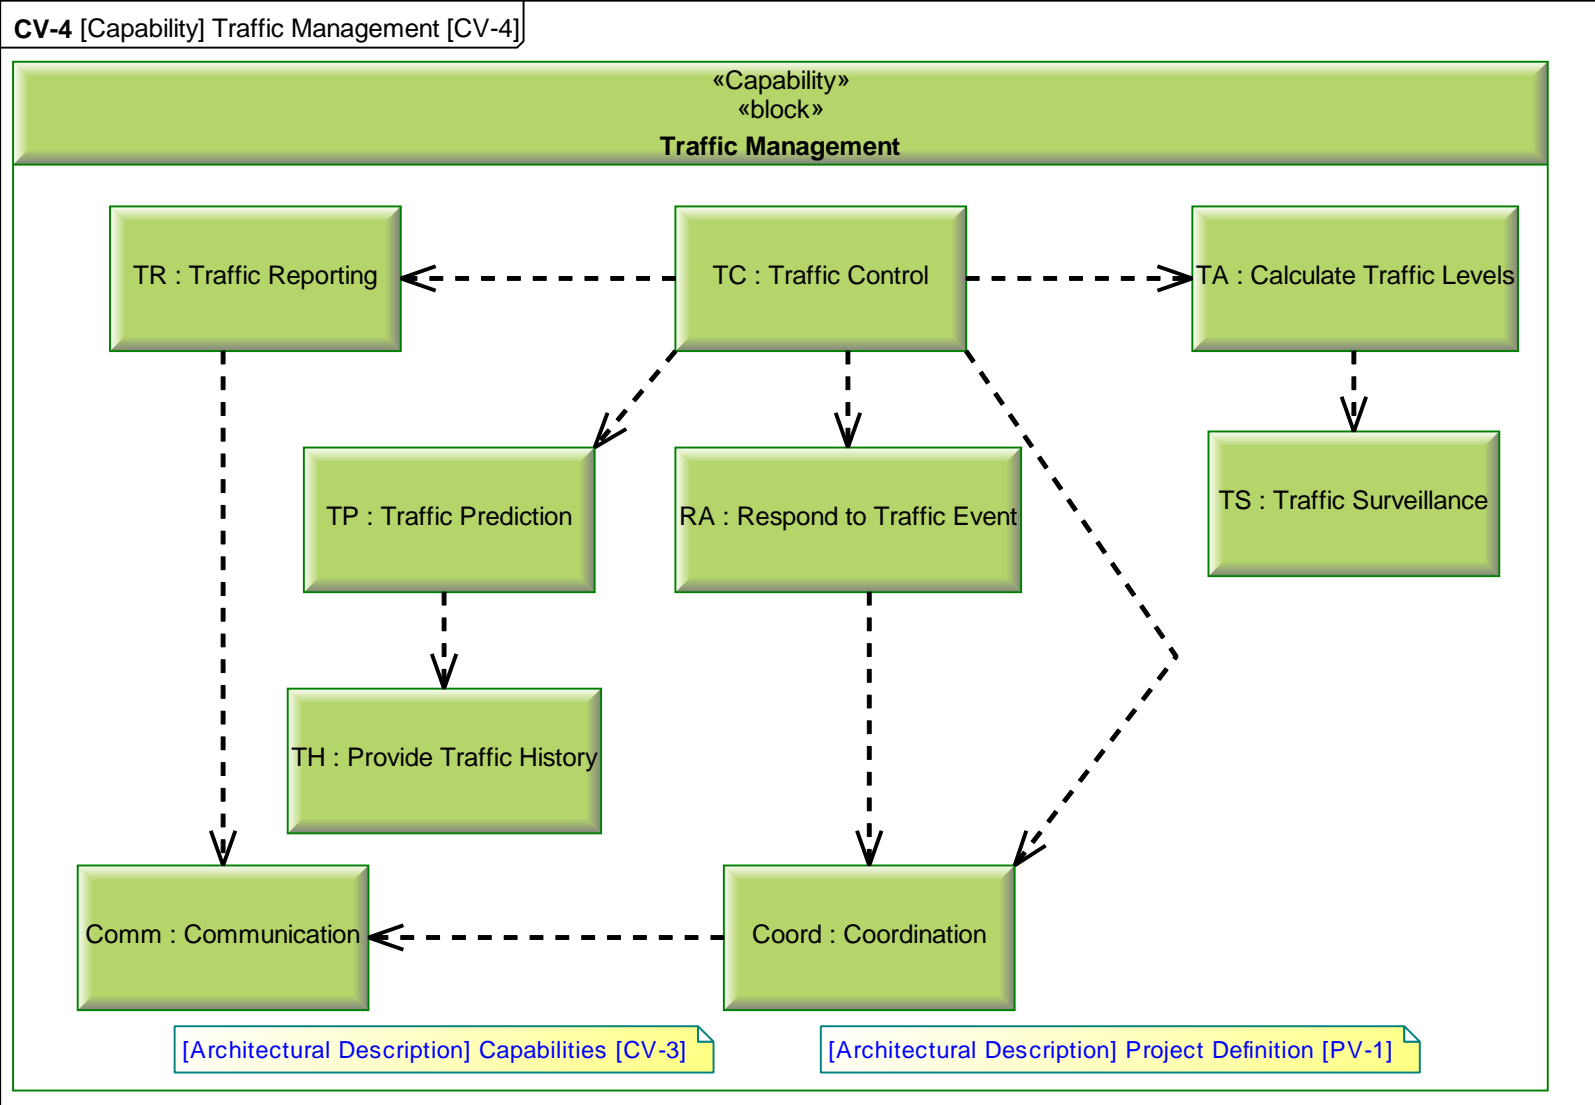 CV-4 [Capability] Traffic Management [CV-4]
«Capability»
«block»
Traffic Management
TR : Traffic Reporting
TC : Traffic Control
TA : Calculate Traffic Levels
TP : Traffic Prediction
RA : Respond to Traffic Event
TS : Traffic Surveillance
TH : Provide Traffic History
Comm : Communication
Coord : Coordination
[Architectural Description] Capabilities [CV-3]
[Architectural Description] Project Definition [PV-1]